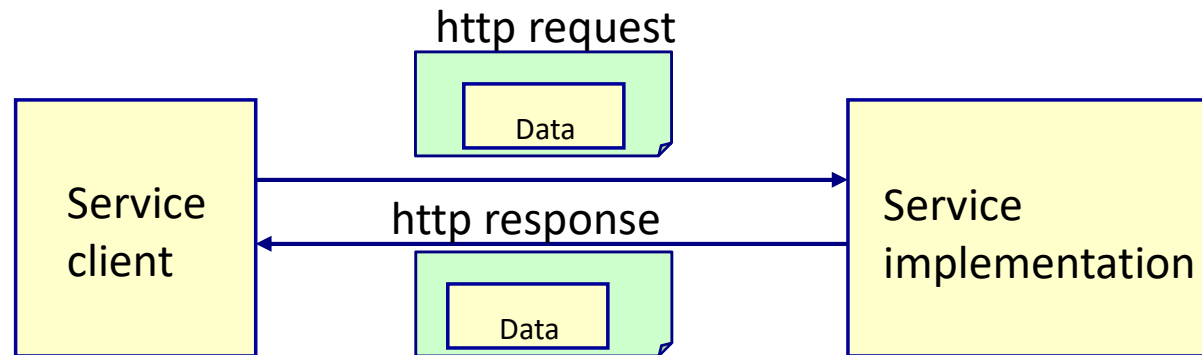 http request
Data
Service
client
http response
Service
implementation
Data